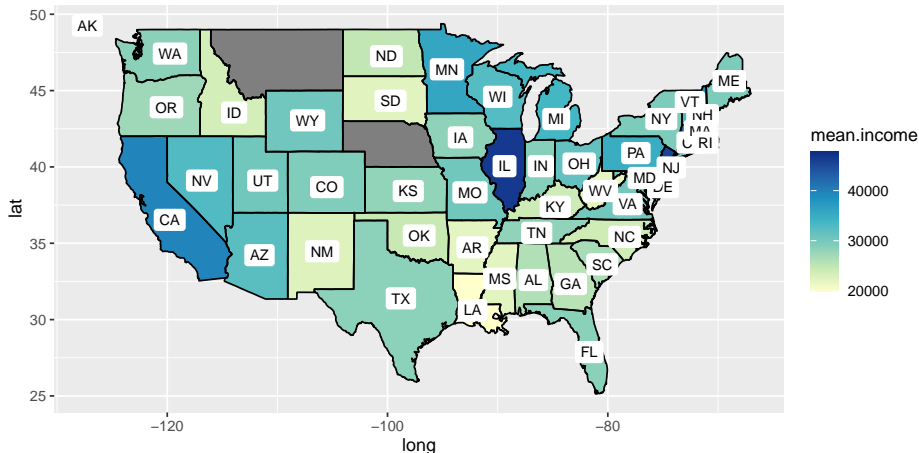 50
AK
WA
ND
MN
ME
45
OR
ID
SD
WI
VT
NH
NY
MI
MA
WY
IA
RI
mean.income
40
IL
IN
OH
PA
NJ
NV
UT
CO
KS
MO
WV
MD
DE
40000
VA
KY
CA
lat
35
OK
AR
TN
NC
30000
AZ
NM
SC
MS
AL
GA
20000
30
TX
LA
FL
25
−120
−100
−80
long